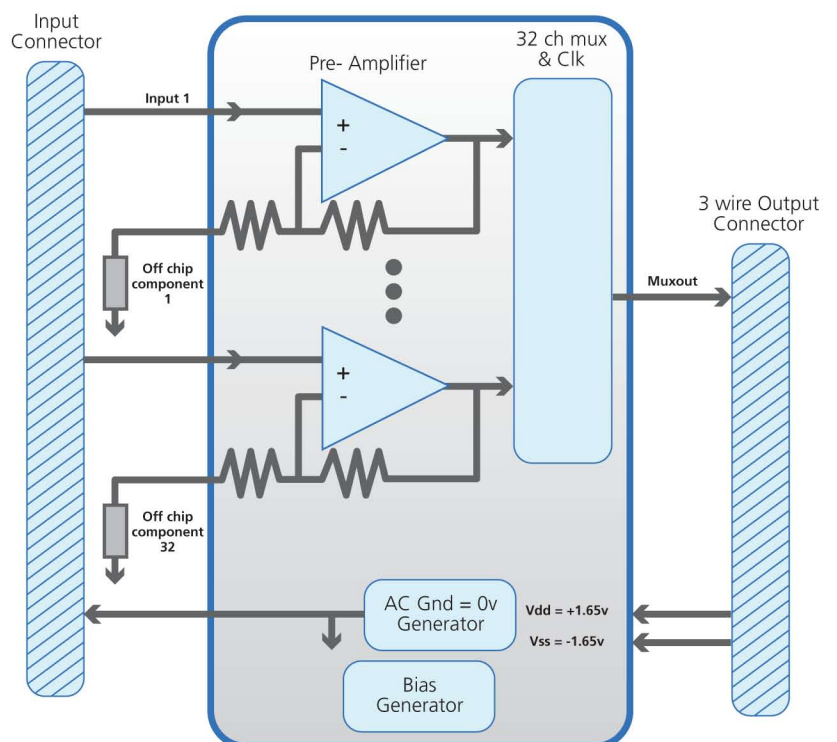 Input
Connector
Pre- Amplifier
32 ch mux
& Clk
Input 1
+
-
Off chip
component
1
3 wire Output
Connector
Muxout
+
-
Off chip
component
32
AC Gnd = 0v
Generator
Vdd = +1.65v
Vss = -1.65v
Bias
Generator